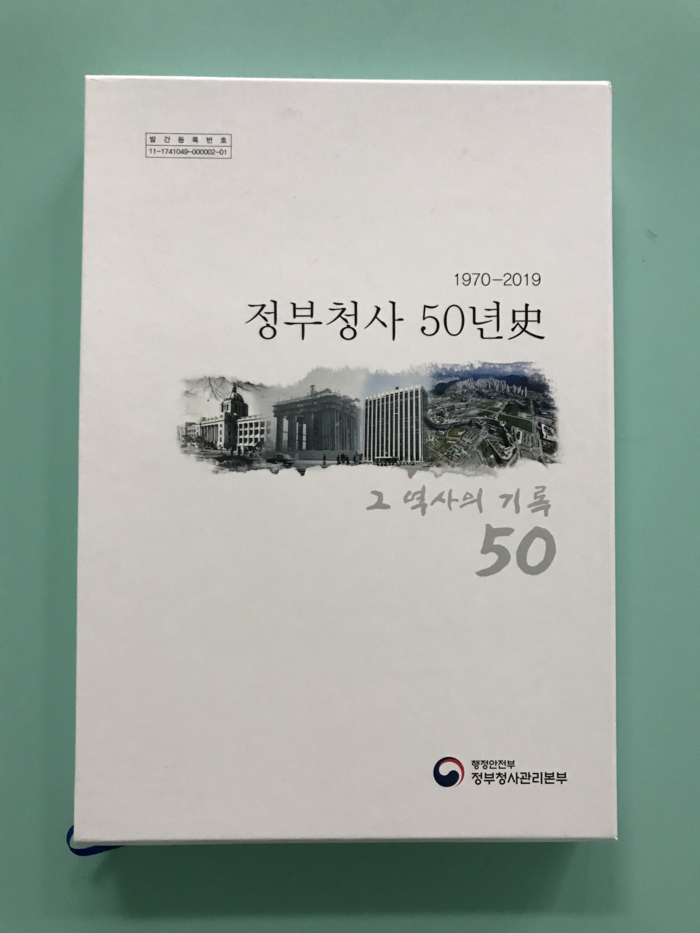 발간등록번호
11-1741049-000002-01
1970-2019
정부청사 50년史
그 역사의 기록
50
행정안전부
정부청사관리본부